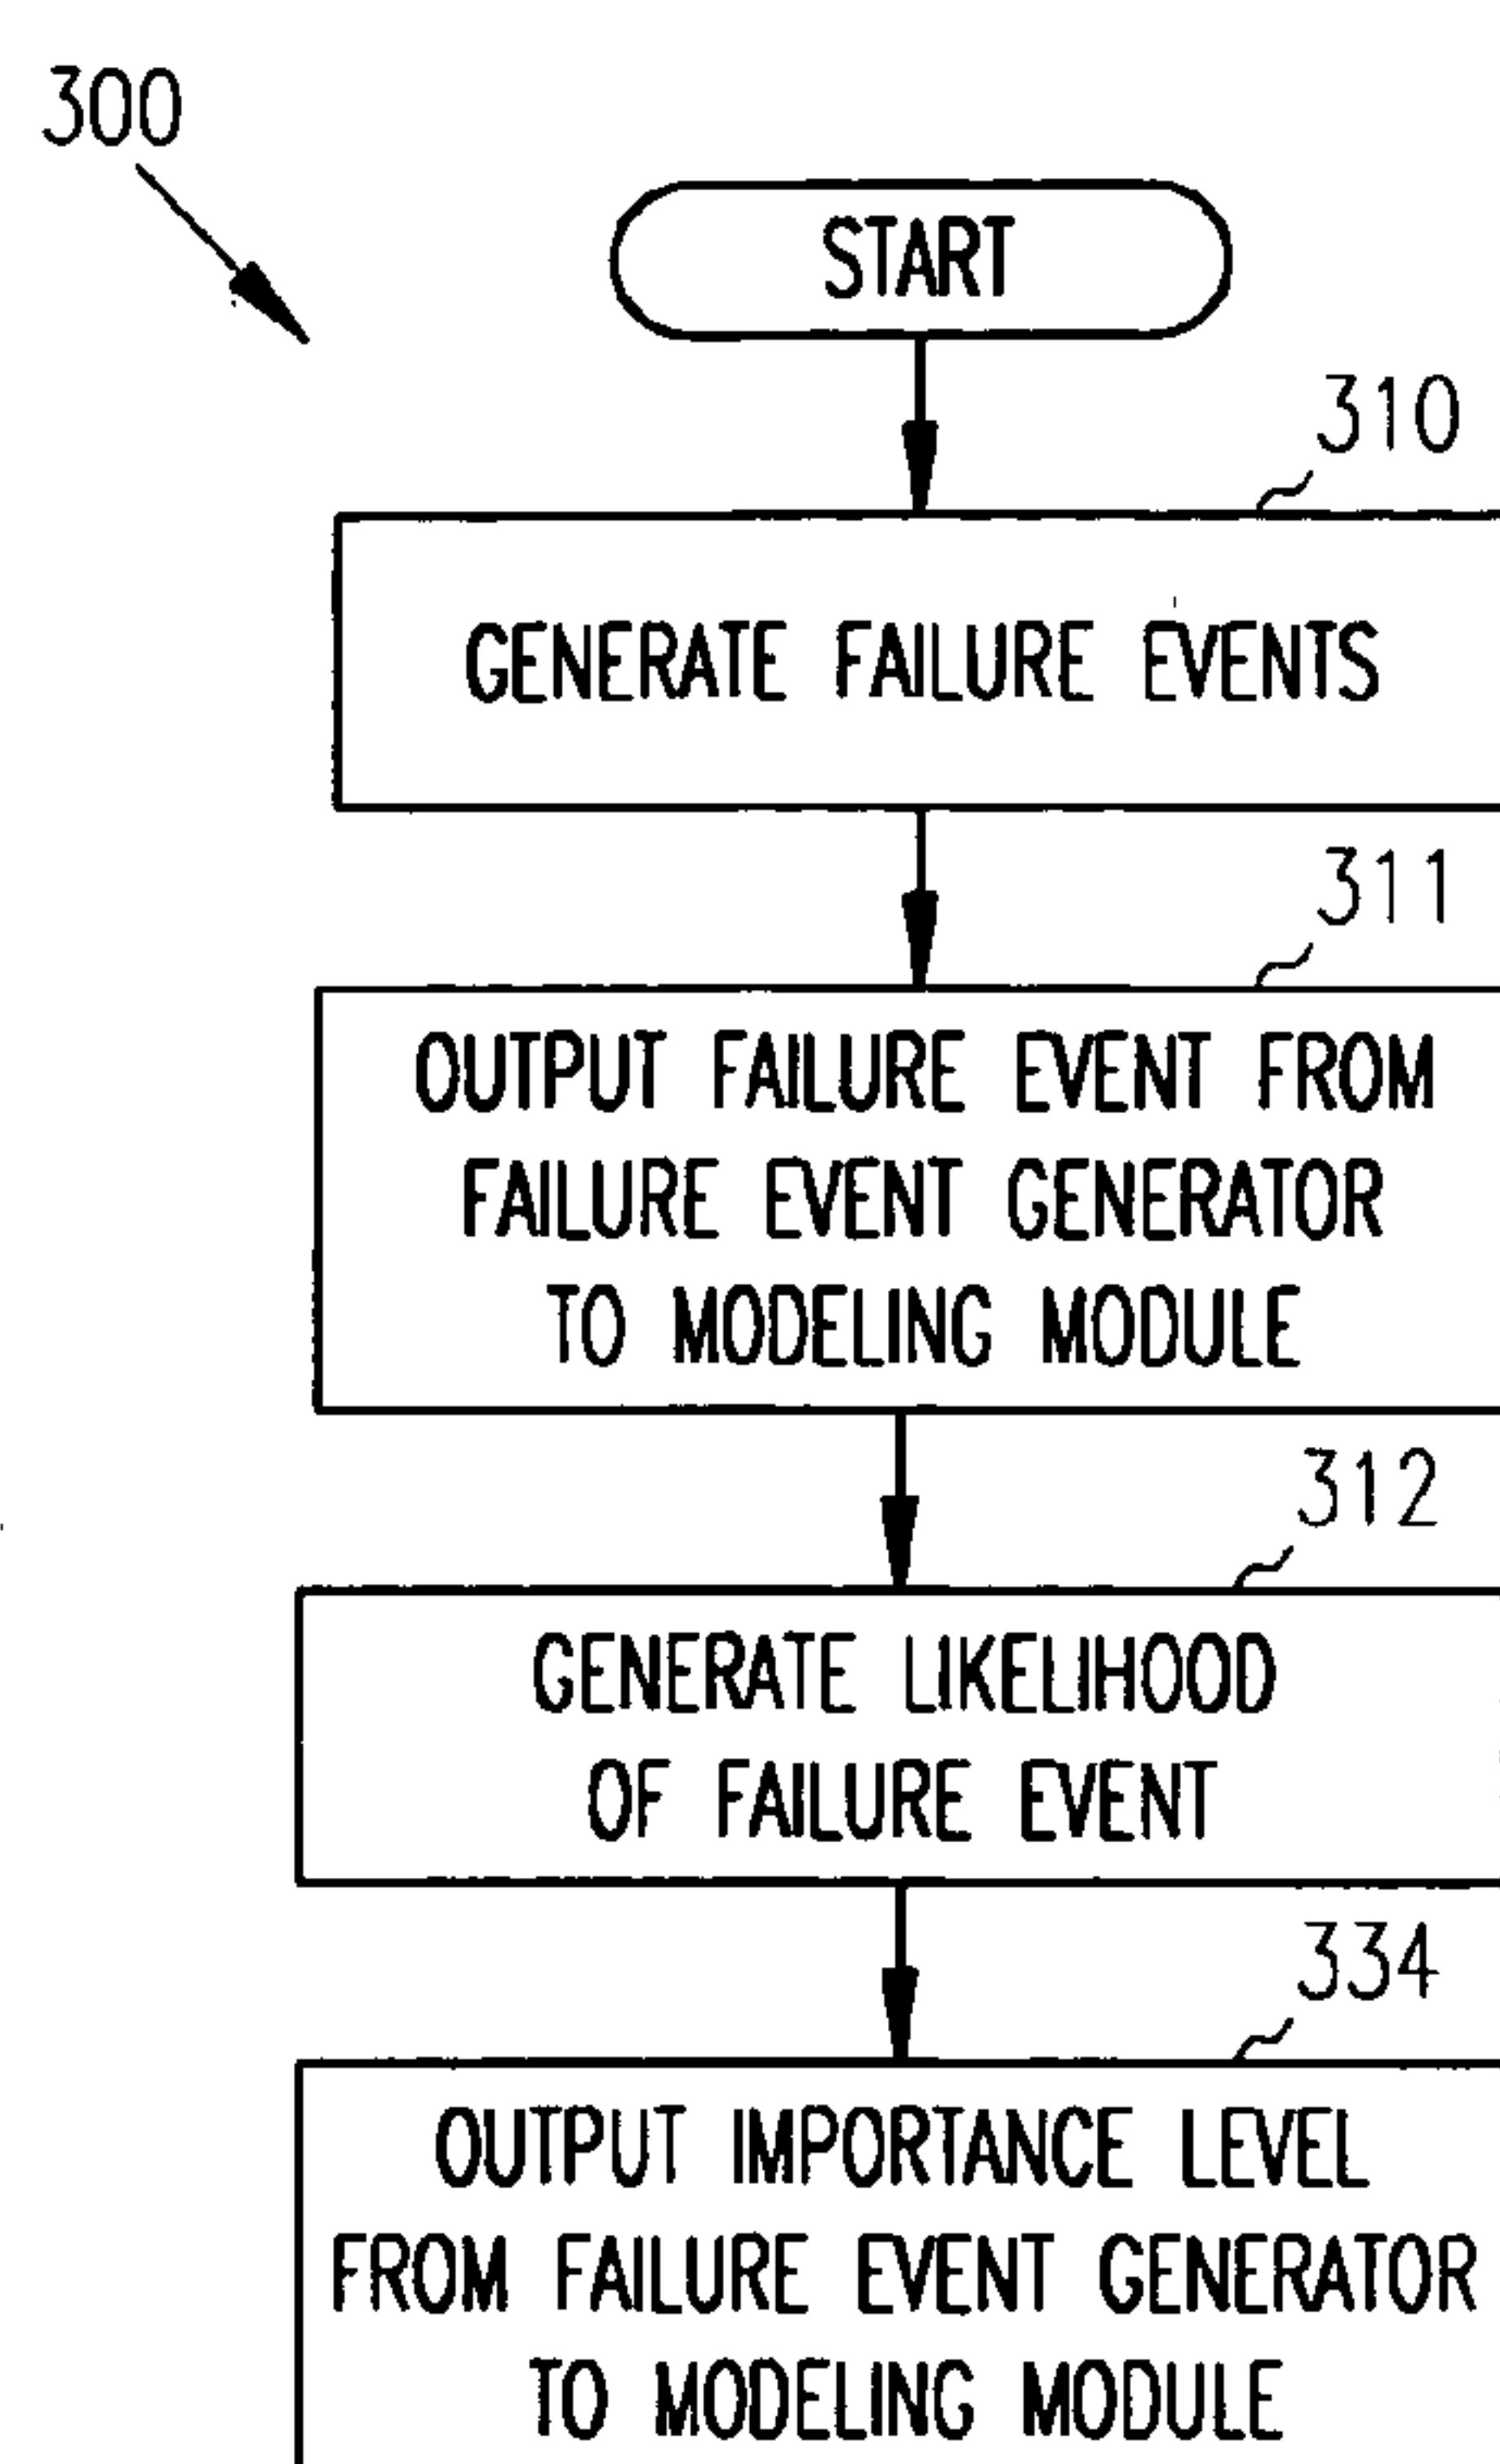 300
START
310
GENERATE FAILURE EVENTS
311
OUTPUT FAILURE EVENT FROM
FAILURE EVENT GENERATOR
TO MODELING MODULE
312
GENERATE LIKELIHOOD
OF FAILURE EVENT
334
OUTPUT IMPORTANCE LEVEL
FROM FAILURE EVENT GENERATOR
TO MODELING MODULE